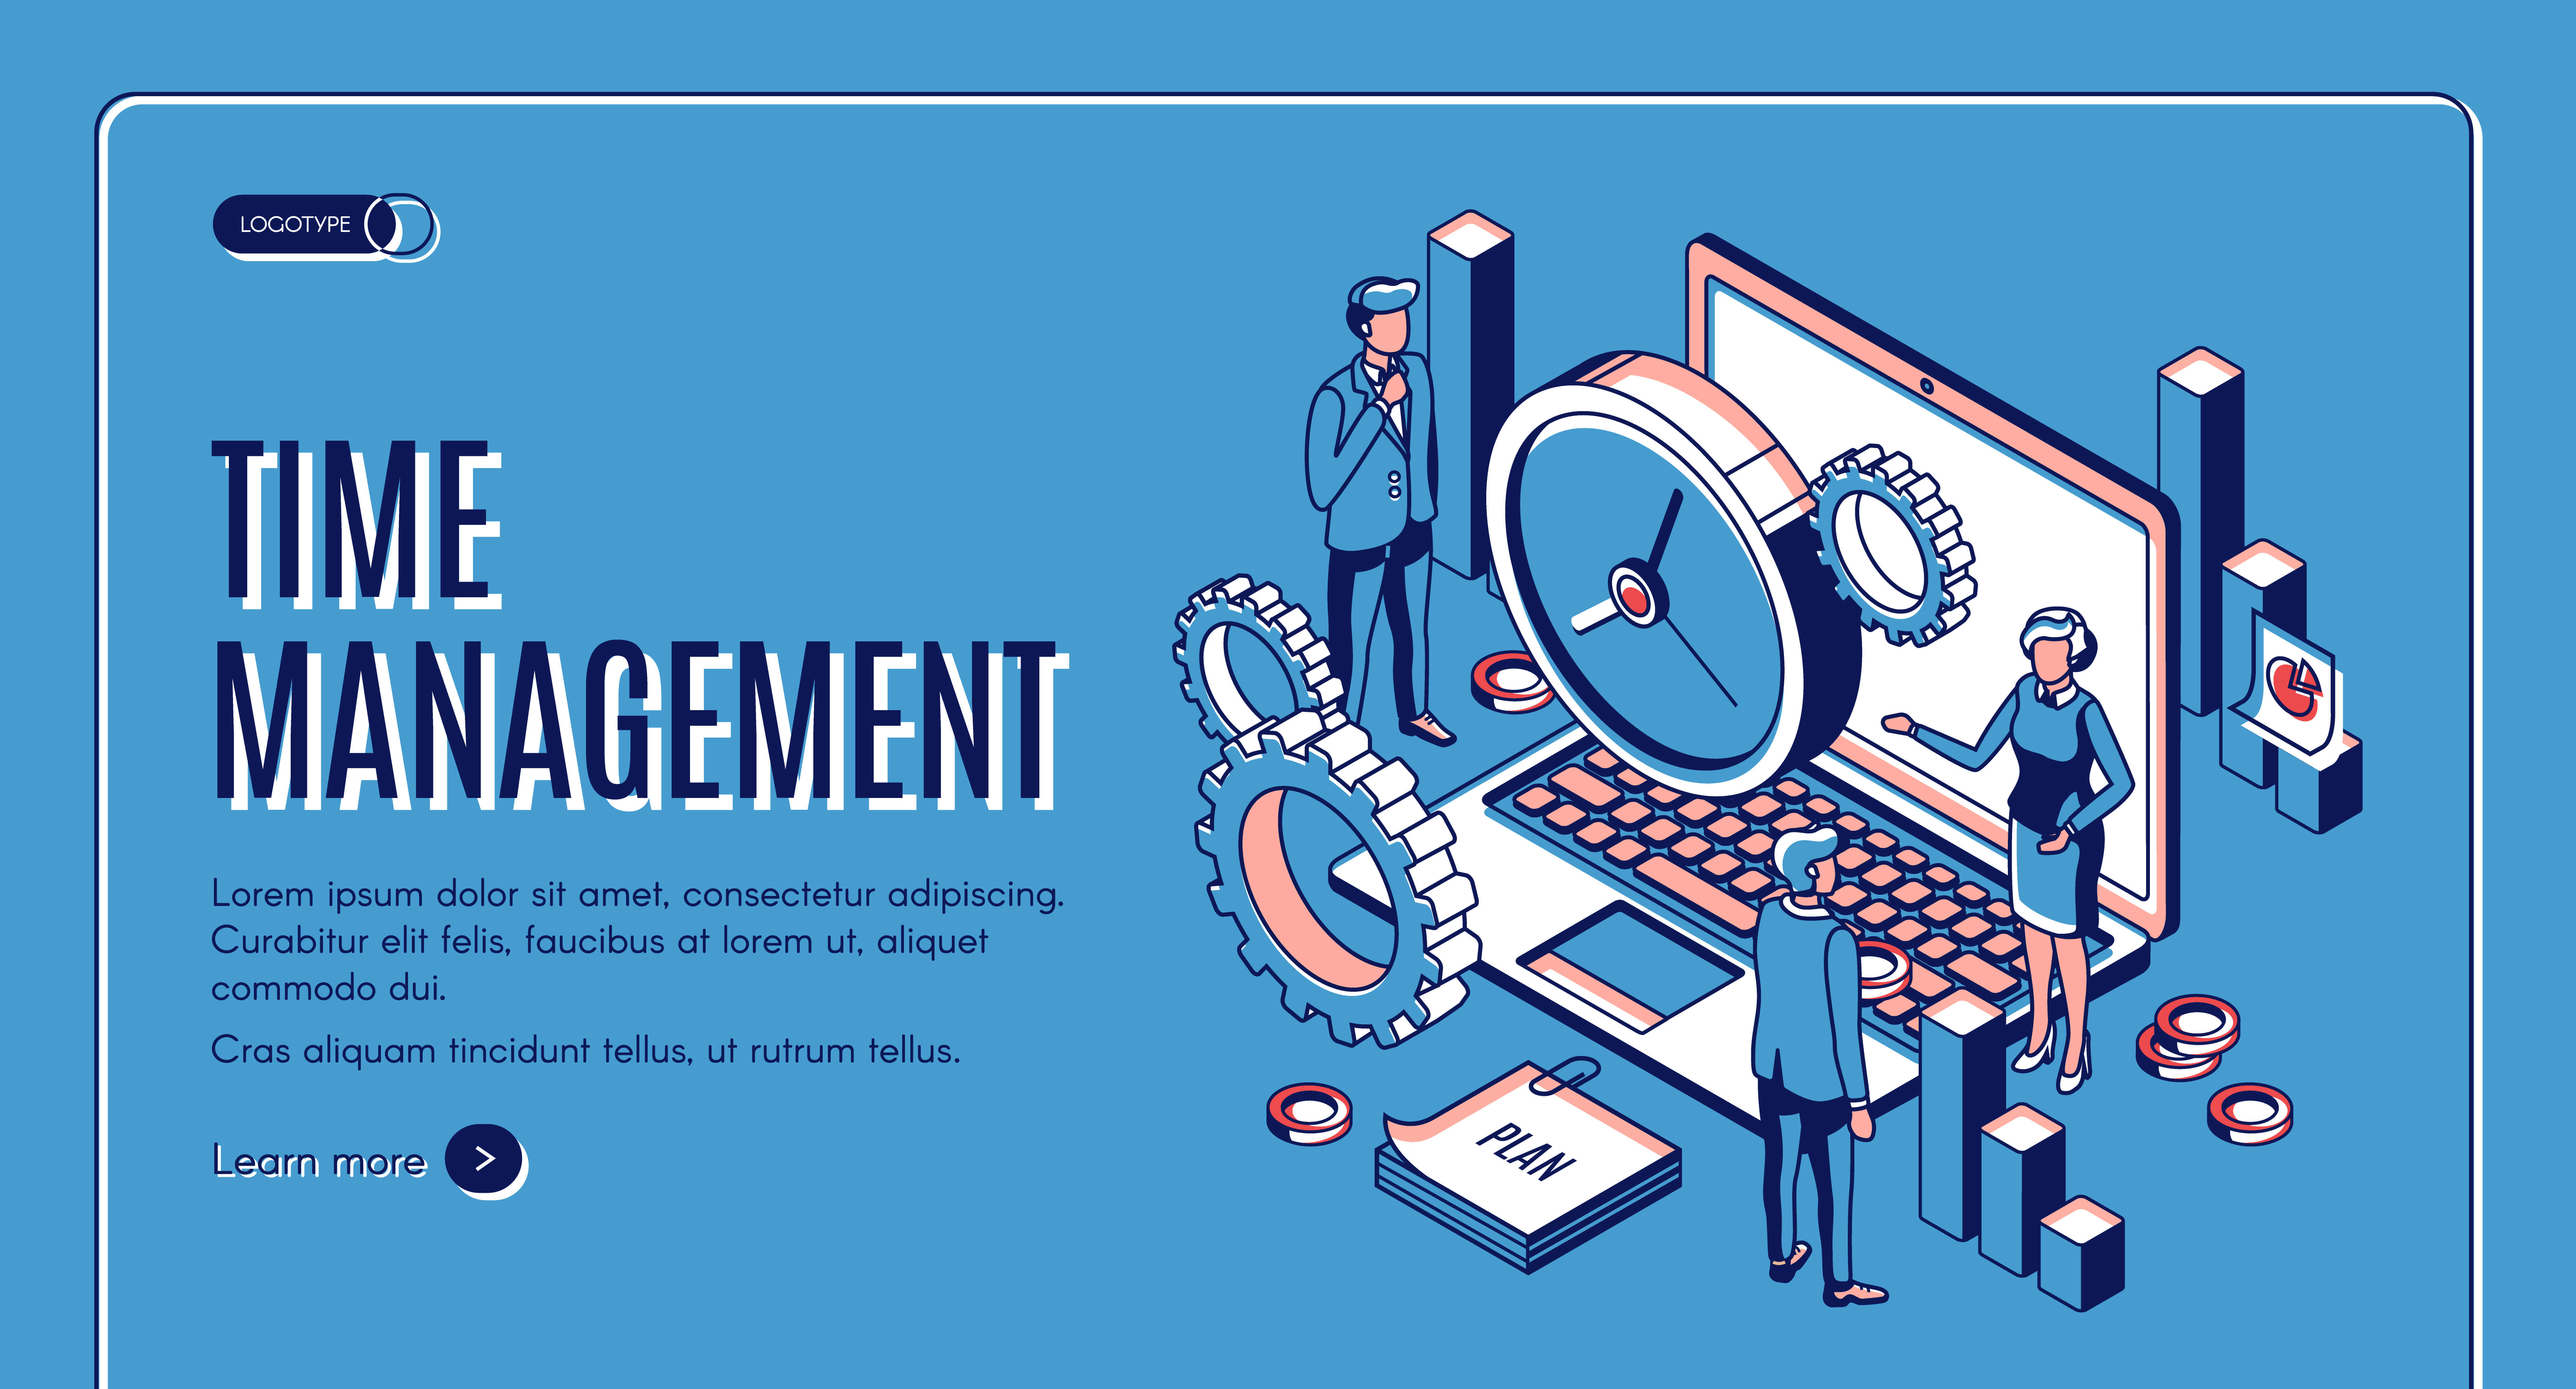 LOGOTYPE
TIME
MANAGEMENT
Lorem ipsum dolor sit amet, consectetur adipiscing.
Curabitur elit felis, faucibus at lorem ut, aliquet
commodo dui.
Cras aliquam tincidunt tellus, ut rutrum tellus.
Learn more
PLAN